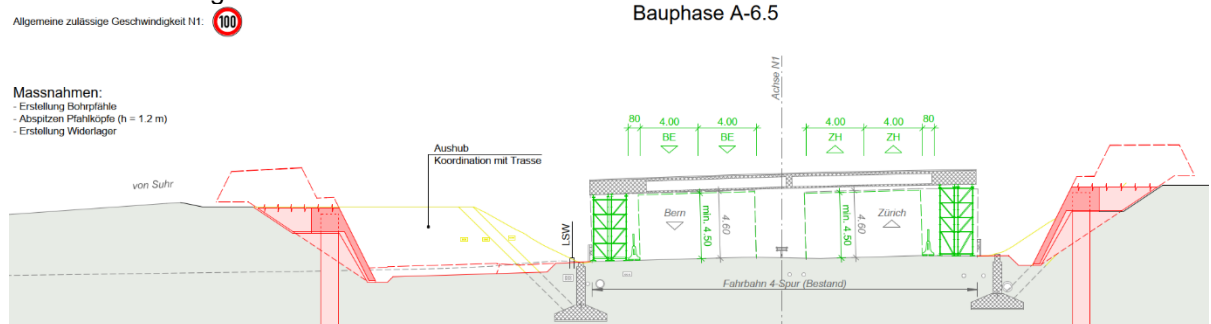 Allgemeine zulässige Geschwindigkeit N1: 100
Bauphase A-6.5
Massnahmen:
- Erstellung Bohrpfähle
- Abspitzen Pfahlköpfe (h = 1.2 m)
- Erstellung Widerlager
Achse N1
80 4.00 4.00 4.00 4.00 80
BE BE ZH ZH
Aushub
Koordination mit Trasse
von Suhr
LSW
Bern
min. 4.50
4.60
min. 4.50
4.60
Zürich
Fahrbahn 4-Spur (Bestand)